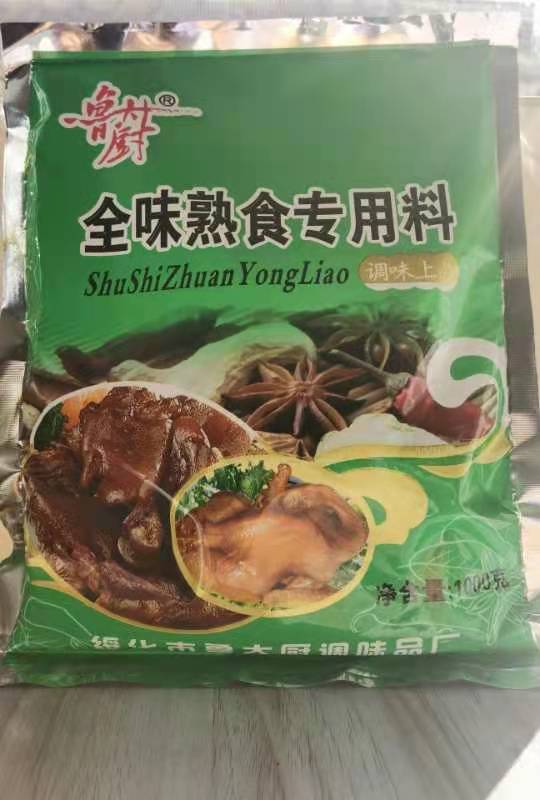 鲁大厨®
全味熟食专用料
ShuShiZhuanYongLiao
调味上
净含量:1000克
绥化市鲁大厨调味品厂